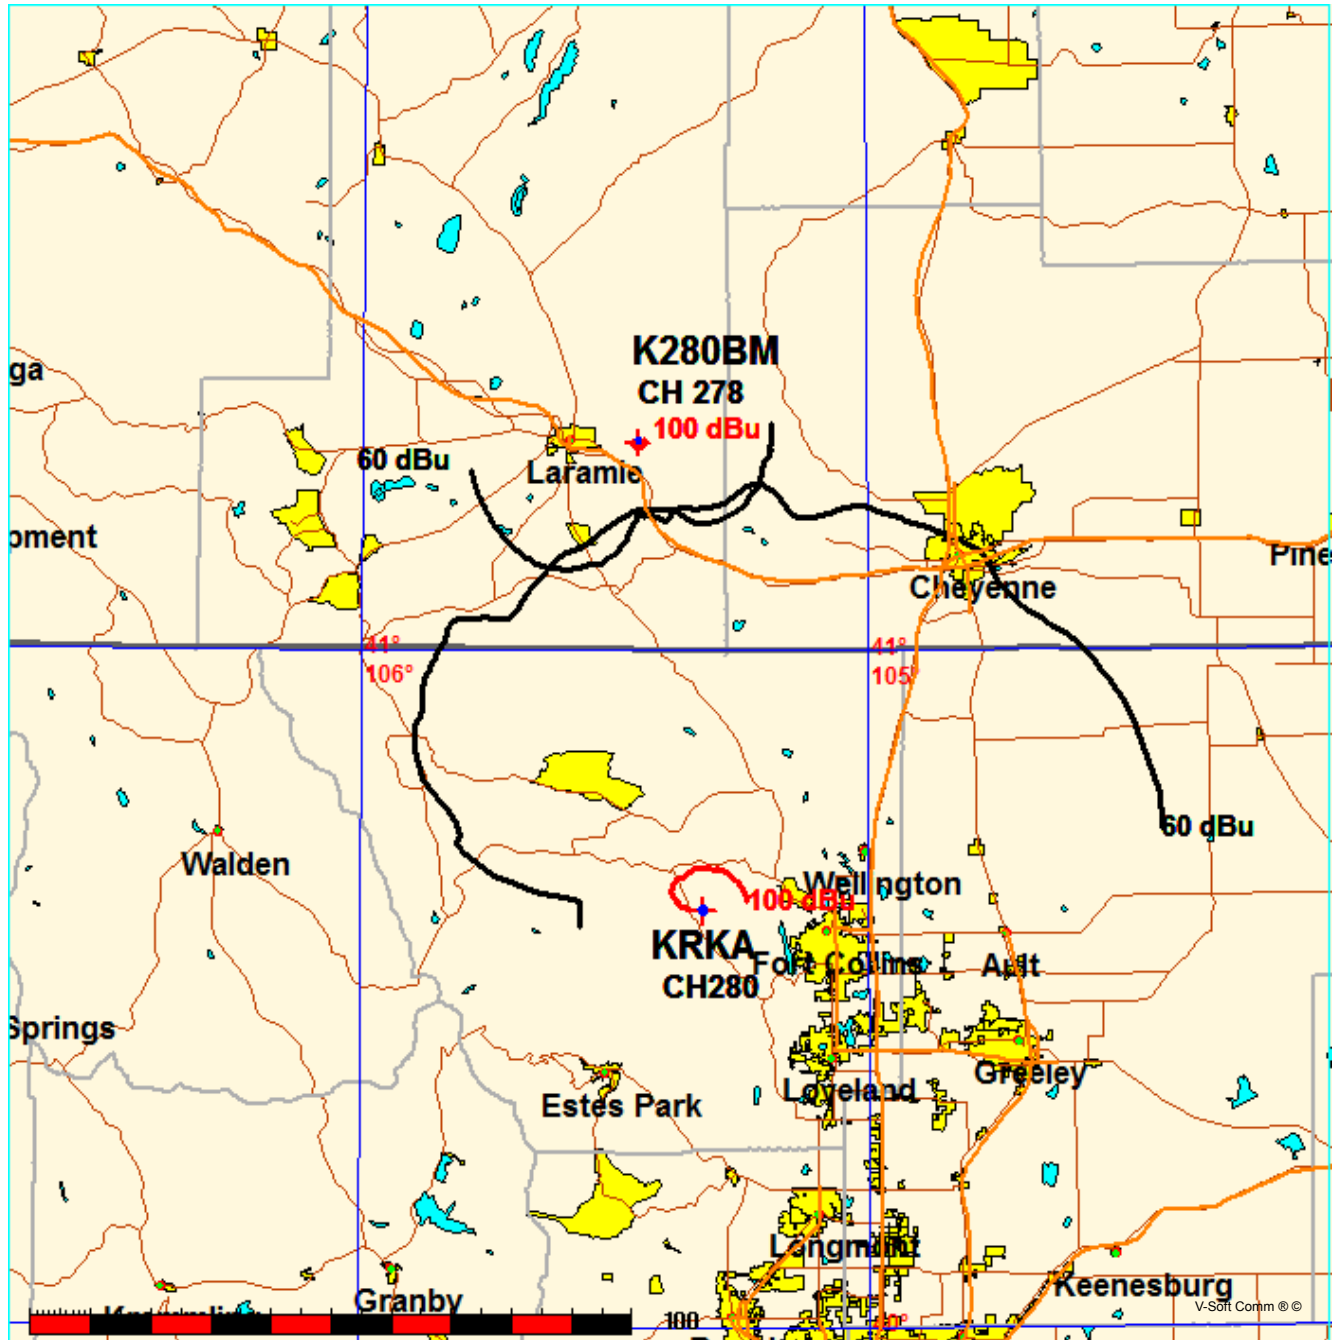 K280BM
CH 278
100 dBu
ga
60 dBu
Laramie
pment
Pine
Cheyenne
41°
106°
41°
105
60 dBu
Walden
Wellington
100 dBu
KRKA
CH280
Fort Collins
Ault
Springs
Loveland
Greeley
Estes Park
Longmont
Keenesburg
Granby
V-Soft Comm ® ©
100